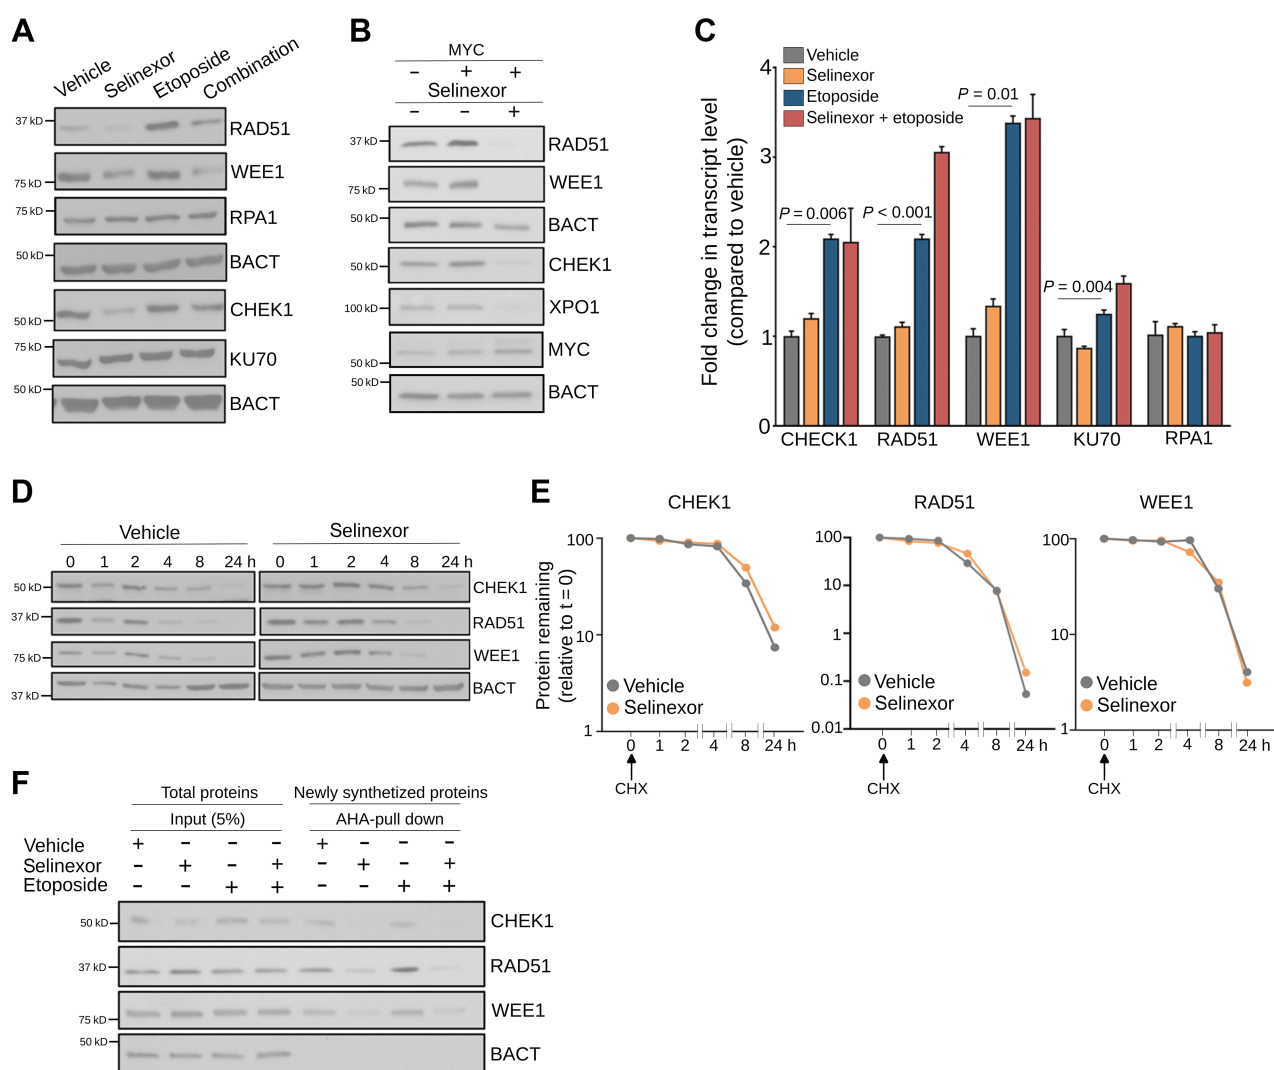 A
Vehicle
Selinexor
Etoposide
Combination
37 kD
RAD51
75 kD
WEE1
75 kD
RPA1
50 kD
BACT
50 kD
CHEK1
75 kD
KU70
50 kD
BACT
B
MYC
– + +
Selinexor
– – +
37 kD
RAD51
75 kD
WEE1
50 kD
BACT
50 kD
CHEK1
100 kD
XPO1
50 kD
MYC
50 kD
BACT
C
Vehicle
Selinexor
Etoposide
Selinexor + etoposide
Fold change in transcript level
(compared to vehicle)
4
3
2
1
0
P = 0.006
P < 0.001
P = 0.01
P = 0.004
CHECK1 RAD51 WEE1 KU70 RPA1
D
Vehicle Selinexor
0 1 2 4 8 24 h 0 1 2 4 8 24 h
50 kD
CHEK1
37 kD
RAD51
75 kD
WEE1
37 kD
BACT
E
Protein remaining
(relative to t = 0)
CHEK1
100
10
1
Vehicle
Selinexor
0 1 2 4 8 24 h
CHX
RAD51
100
10
1
0.1
0.01
Vehicle
Selinexor
0 1 2 4 8 24 h
CHX
WEE1
100
10
1
Vehicle
Selinexor
0 1 2 4 8 24 h
CHX
F
Total proteins Newly synthetized proteins
Input (5%) AHA-pull down
Vehicle + – – – + – – –
Selinexor – + – + – + – +
Etoposide – – + + – – + +
50 kD
CHEK1
37 kD
RAD51
75 kD
WEE1
50 kD
BACT